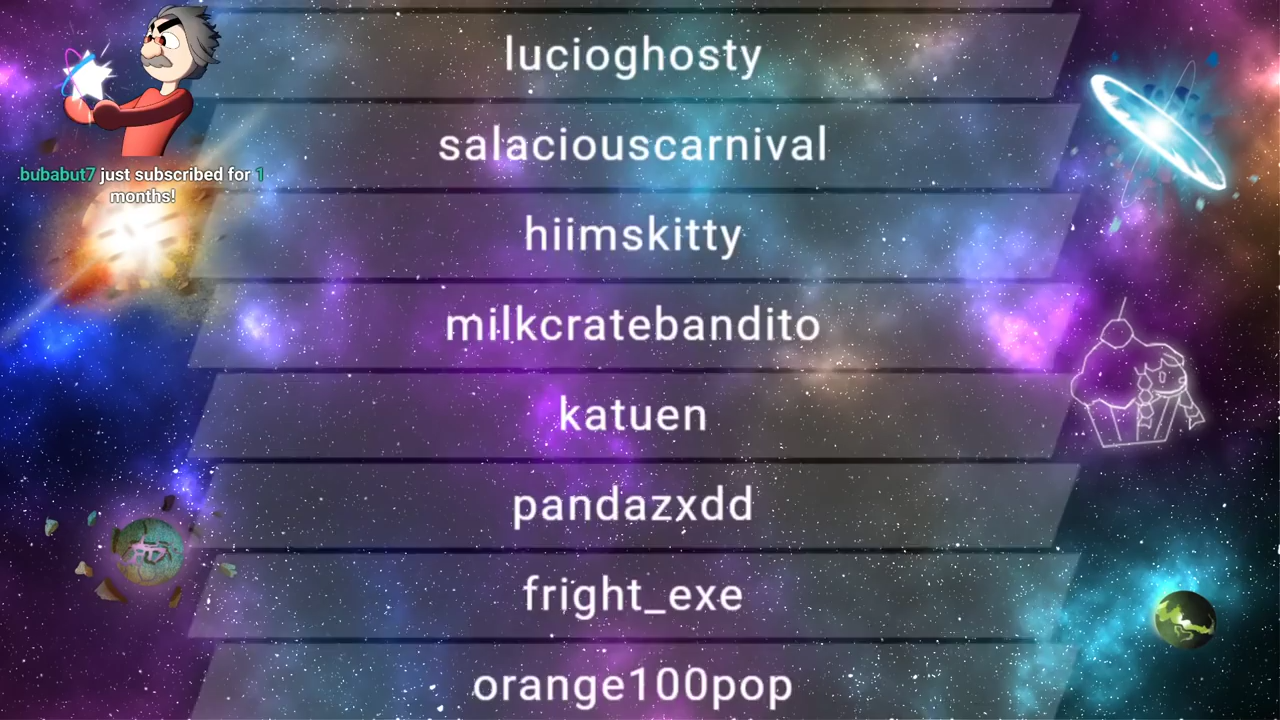 lucioghosty
salaciouscarnival
bubabut7 just subscribed for 1
months!
hiimskitty
milkcratebandito
katuen
pandazxdd
fright_exe
orange100pop